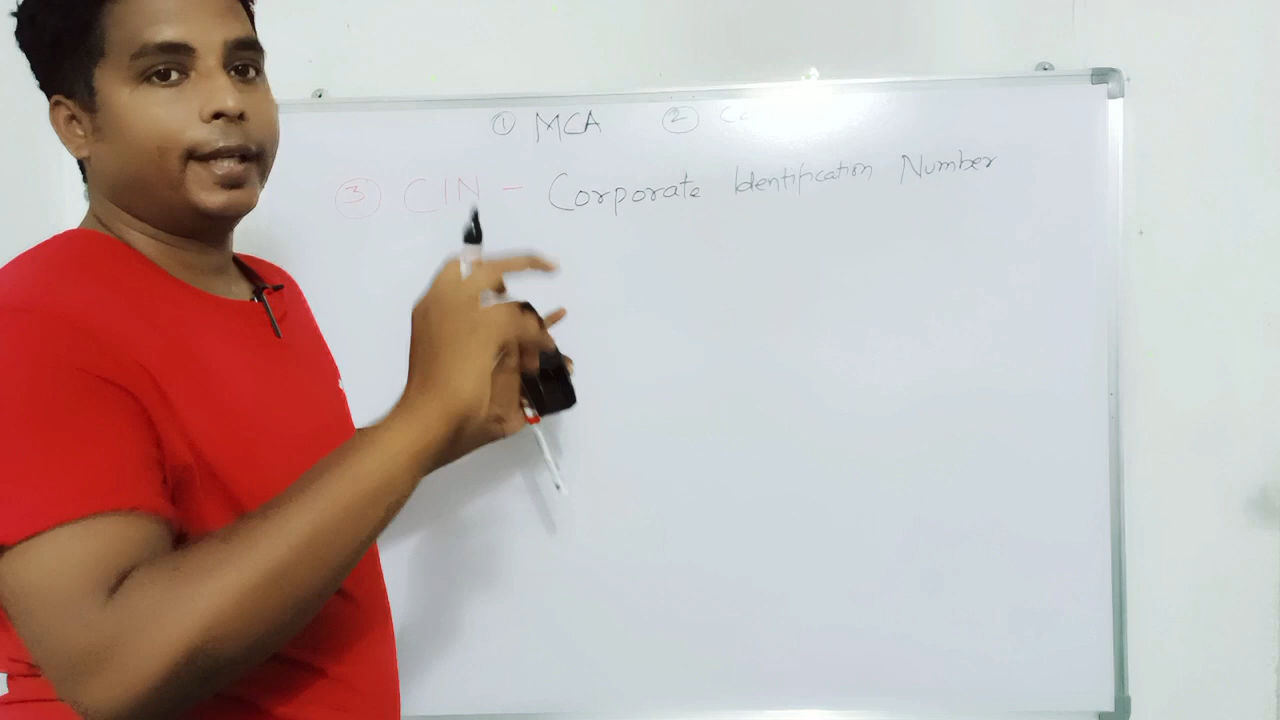 ① MCA ②
③ CIN - Corporate Identification Number